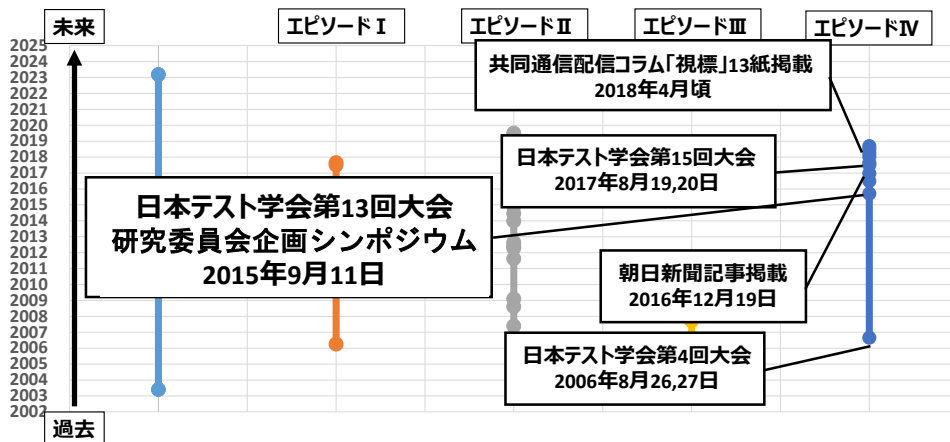 未来
エピソードⅠ
エピソードⅡ
エピソードⅢ
エピソードⅣ
2025
2024
2023
2022
2021
2020
2019
2018
2017
2016
2015
2014
2013
2012
2011
2010
2009
2008
2007
2006
2005
2004
2003
2002
過去
共同通信配信コラム「視標」13紙掲載
2018年4月頃
日本テスト学会第15回大会
2017年8月19,20日
日本テスト学会第13回大会
研究委員会企画シンポジウム
2015年9月11日
朝日新聞記事掲載
2016年12月19日
日本テスト学会第4回大会
2006年8月26,27日